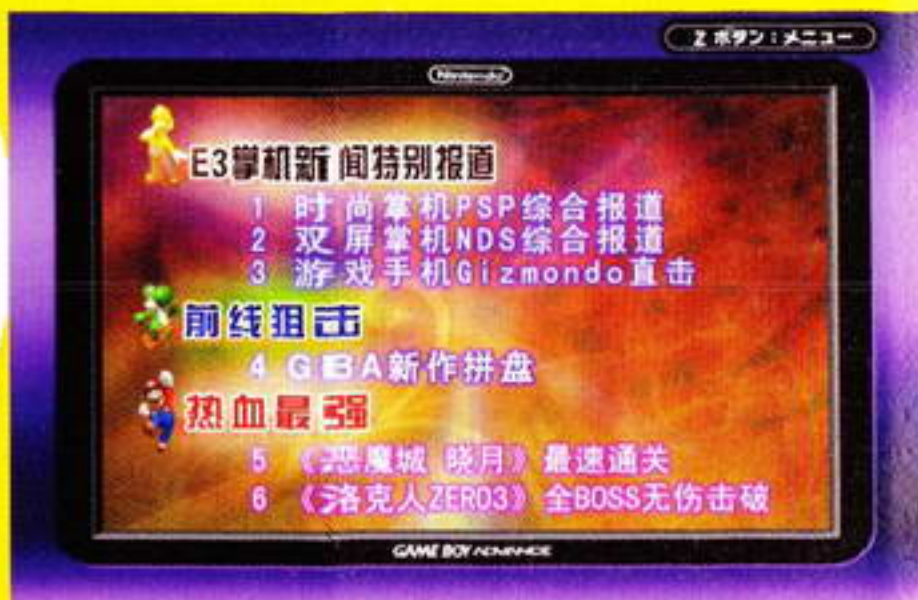 Z ボタン:メニュー
Nintendo
E3掌机新闻特别报道
1 时尚掌机PSP综合报道
2 双屏掌机NDS综合报道
3 游戏手机Gizmondo直击
前线狙击
4 GBA新作拼盘
热血最强
5 《恶魔城 晓月》最速通关
6 《洛克人ZERO3》全BOSS无伤击破
GAME BOY ADVANCE